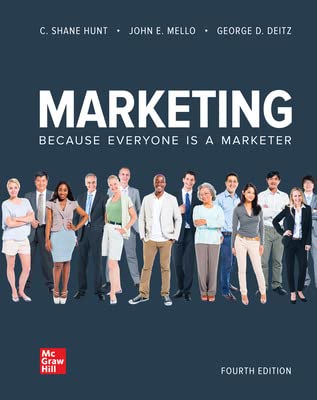 C. SHANE HUNT • JOHN E. MELLO • GEORGE D. DEITZ
MARKETING
BECAUSE EVERYONE IS A MARKETER
Mc
Graw
Hill
FOURTH EDITION